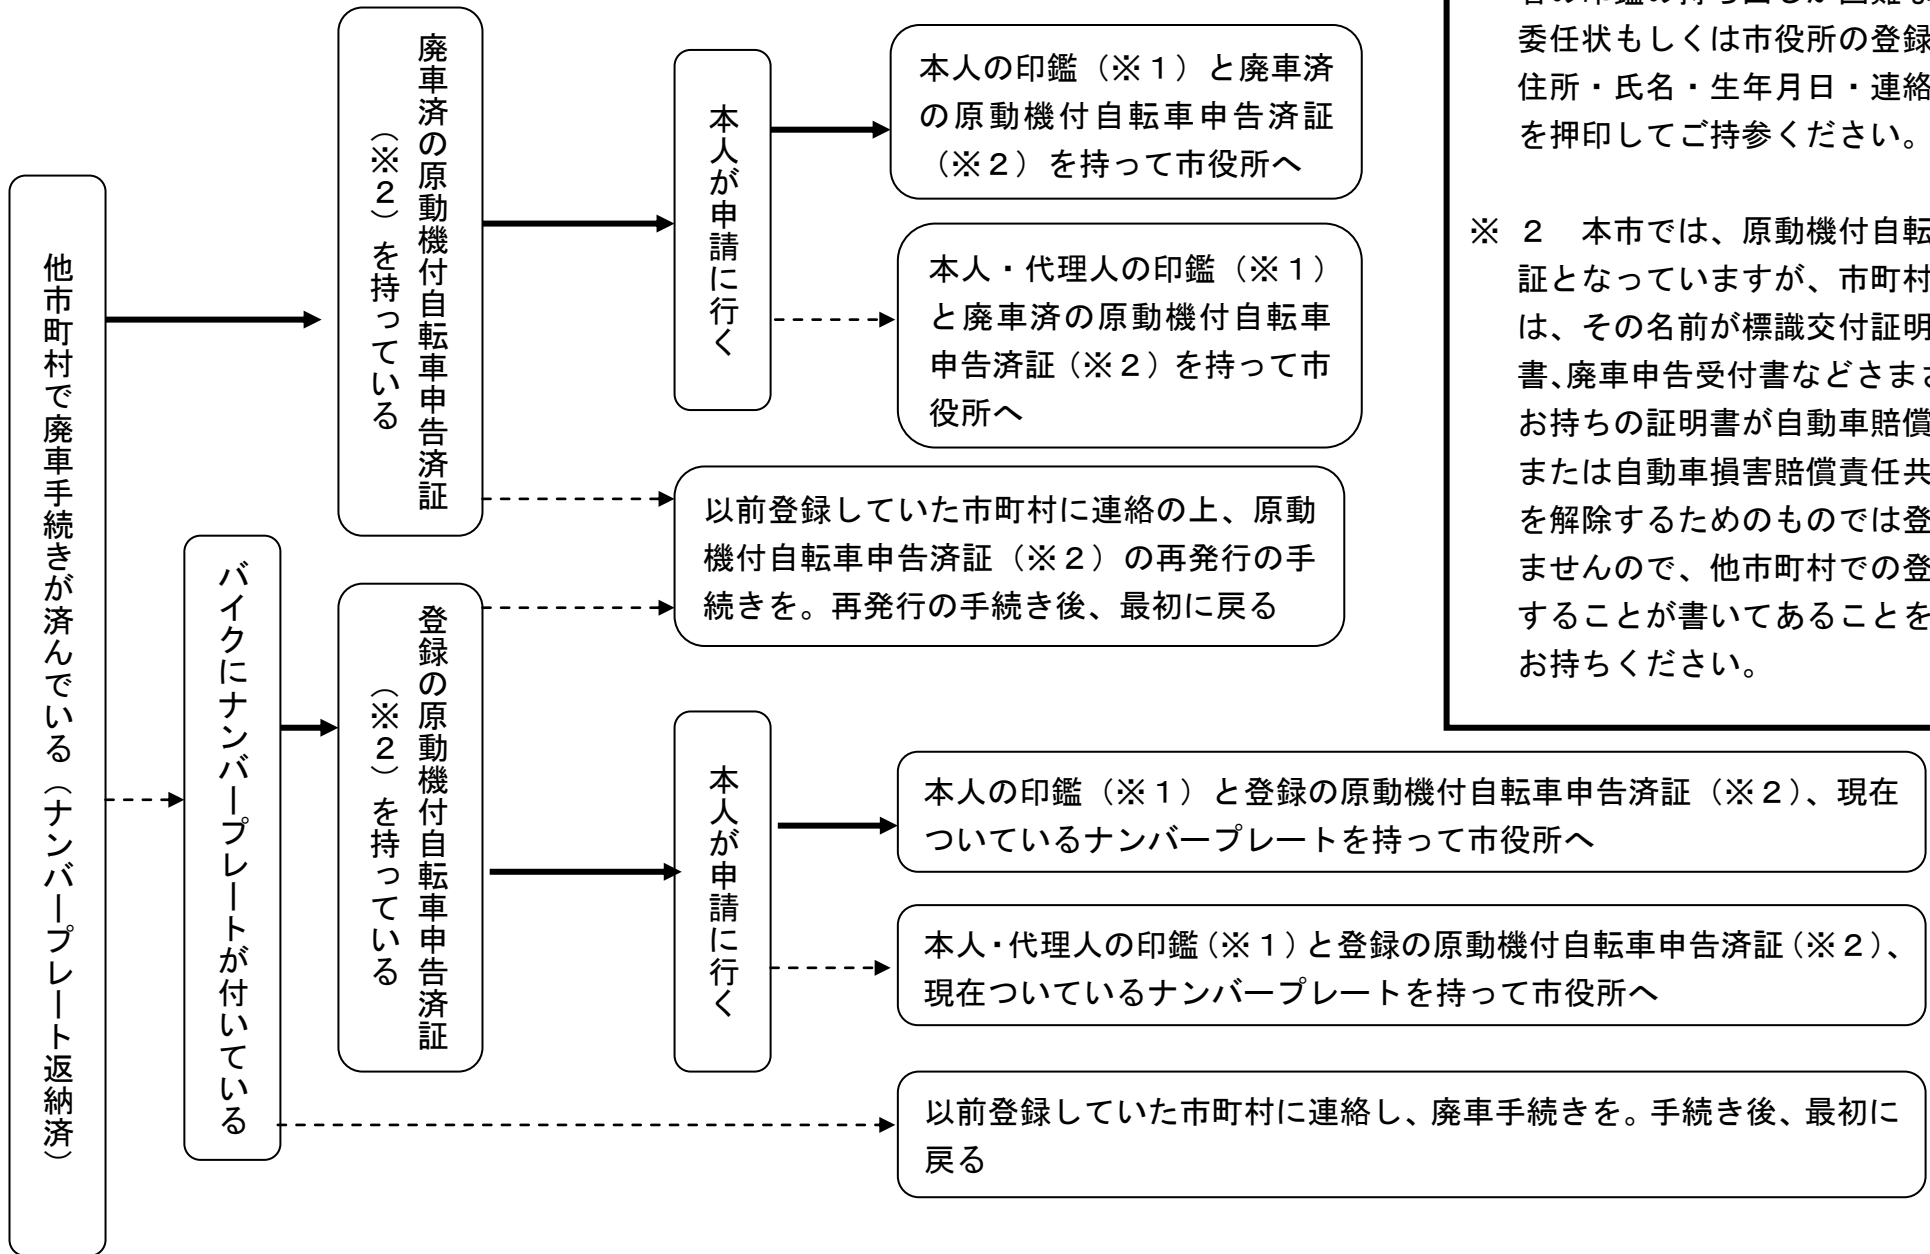 他市町村で廃車手続きが済んでいる（ナンバープレート返納済）
廃車済の原動機付自転車申告済証
（※２）を持っている
本人が申請に行く
本人の印鑑（※１）と廃車済
の原動機付自転車申告済証
（※２）を持って市役所へ
本人・代理人の印鑑（※１）
と廃車済の原動機付自転車
申告済証（※２）を持って市
役所へ
以前登録していた市町村に連絡の上、原動
機付自転車申告済証（※２）の再発行の手
続きを。再発行の手続き後、最初に戻る
バイクにナンバープレートが付いている
登録の原動機付自転車申告済証
（※２）を持っている
本人が申請に行く
本人の印鑑（※１）と登録の原動機付自転車申告済証（※２）、現在
ついているナンバープレートを持って市役所へ
本人・代理人の印鑑（※１）と登録の原動機付自転車申告済証（※２）、
現在ついているナンバープレートを持って市役所へ
以前登録していた市町村に連絡し、廃車手続きを。手続き後、最初に
戻る
委任状もしくは市役所の登録
住所・氏名・生年月日・連絡
を押印してご持参ください。
※ ２　本市では、原動機付自転
証となっていますが、市町村
は、その名前が標識交付証明
書、廃車申告受付書などさまざ
お持ちの証明書が自動車賠償
または自動車損害賠償責任共
を解除するためのものでは登
ませんので、他市町村での登
することが書いてあることを
お持ちください。